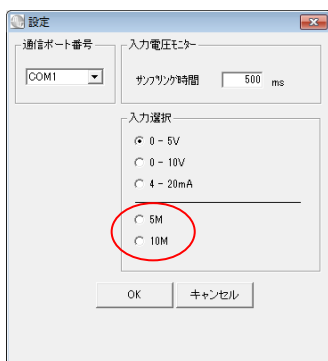 設定
通信ポート番号
COM1
入力電圧モニター
サンプリング時間 500 ms
入力選択
0 - 5V
0 - 10V
4 - 20mA
5M
10M
OK キャンセル